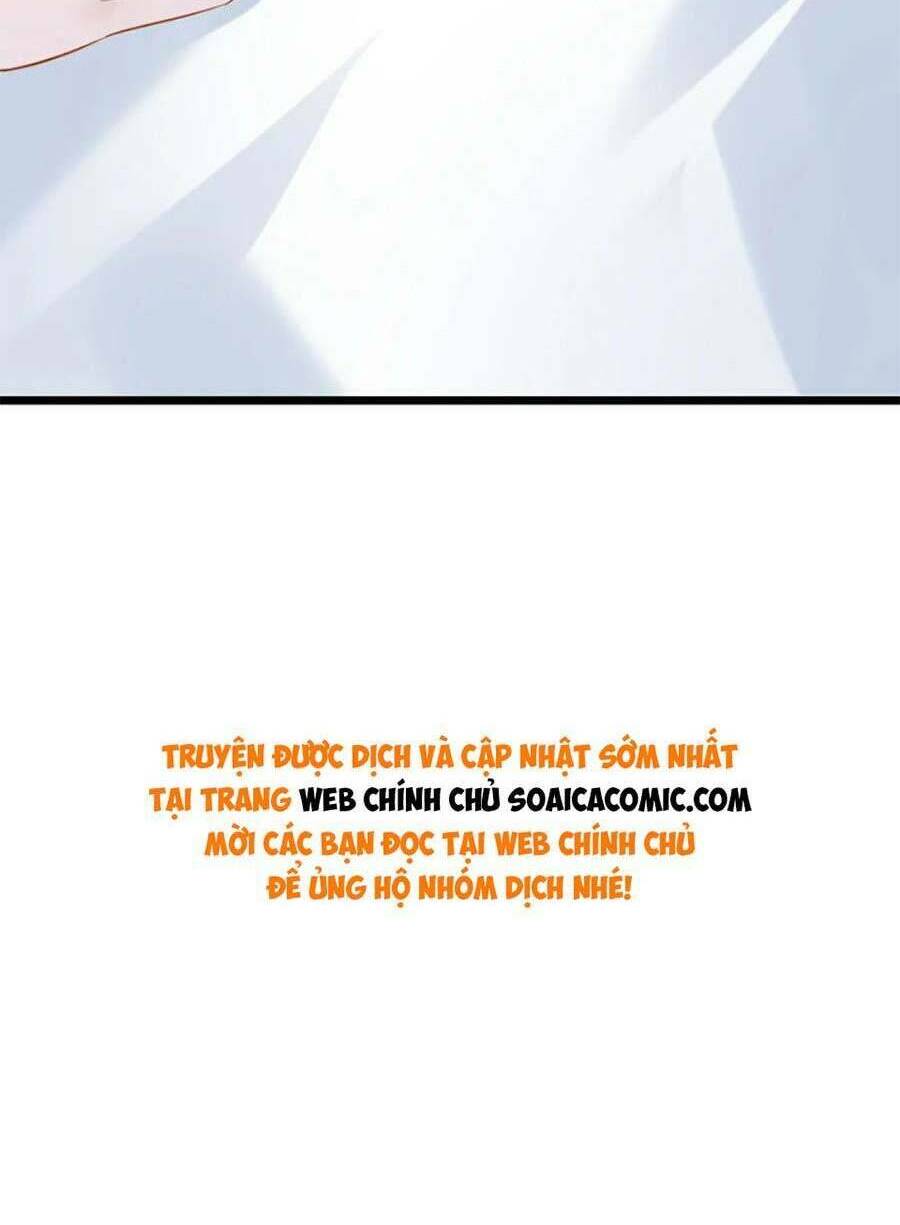 TRUYỆN ĐƯỢC DỊCH VÀ CẬP NHẬT SỚM NHẤT
TẠI TRANG WEB CHÍNH CHỦ SOAICACOMIC.COM
MỜI CÁC BẠN ĐỌC TẠI WEB CHÍNH CHỦ
ĐỂ ỦNG HỘ NHÓM DỊCH NHÉ!